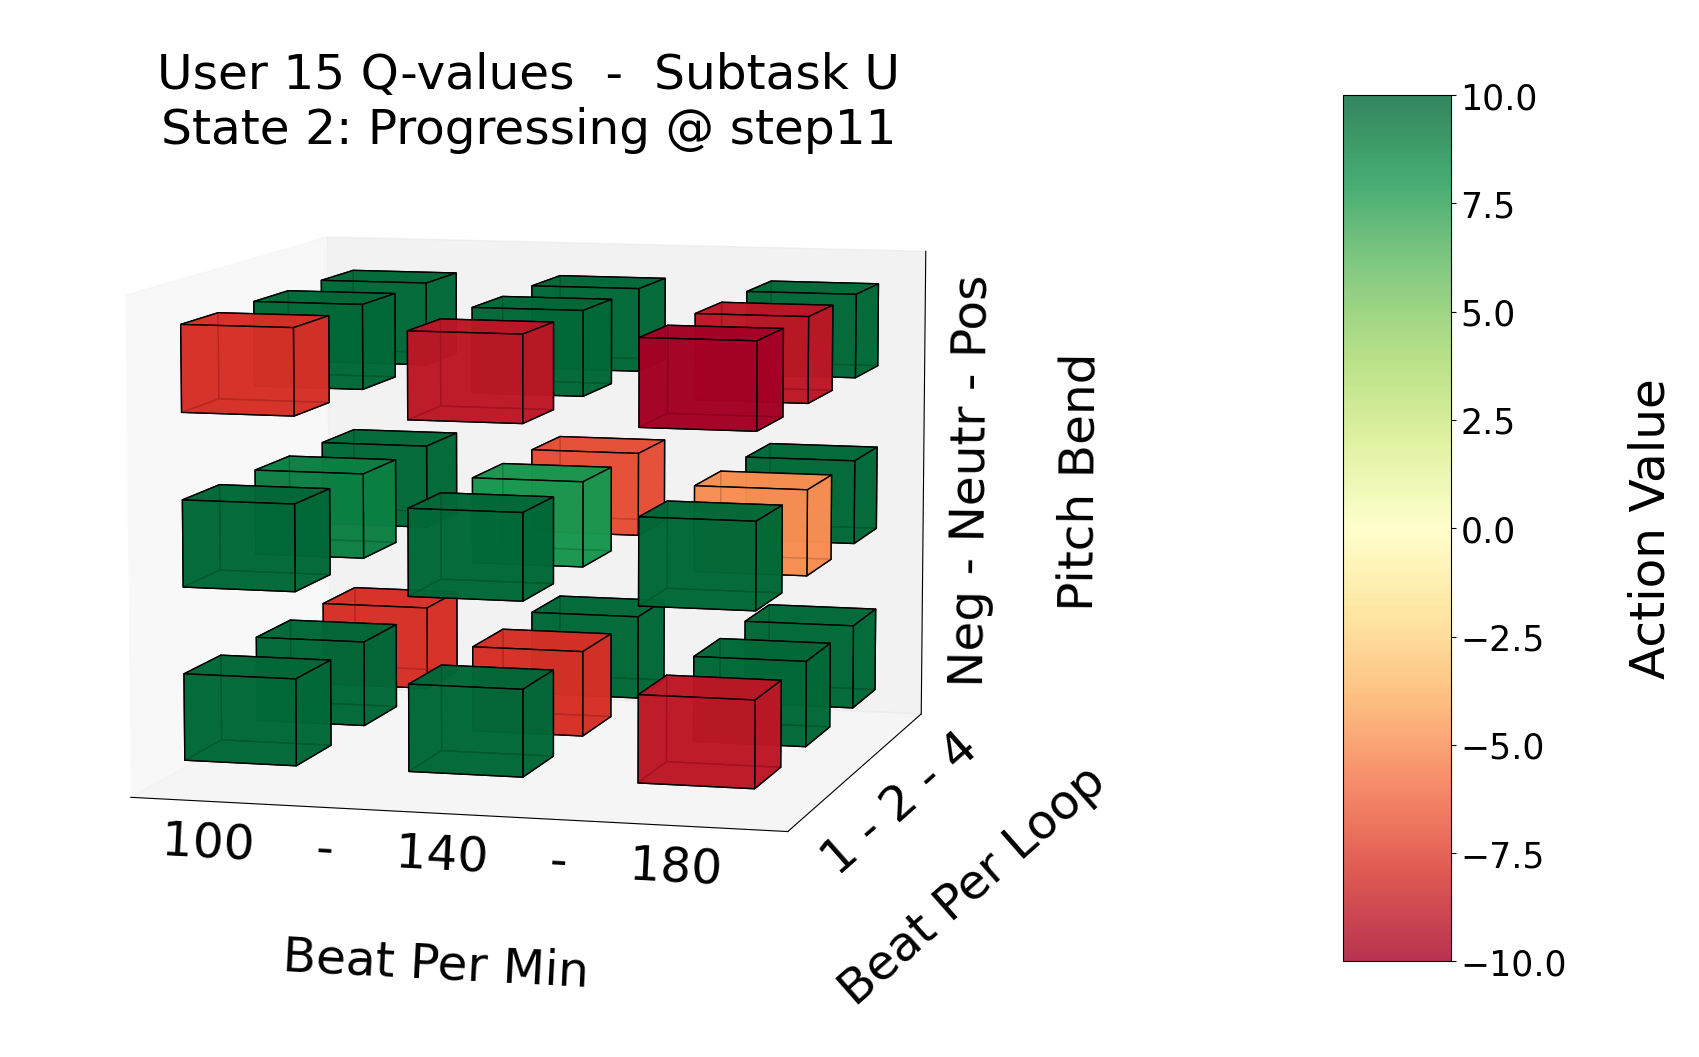 User 15 Q-values  -  Subtask U
State 2: Progressing @ step11
100 - 140 - 180
Beat Per Min
1 - 2 - 4
Beat Per Loop
Neg - Neutr - Pos
Pitch Bend
10.0
7.5
5.0
2.5
0.0
−2.5
−5.0
−7.5
−10.0
Action Value